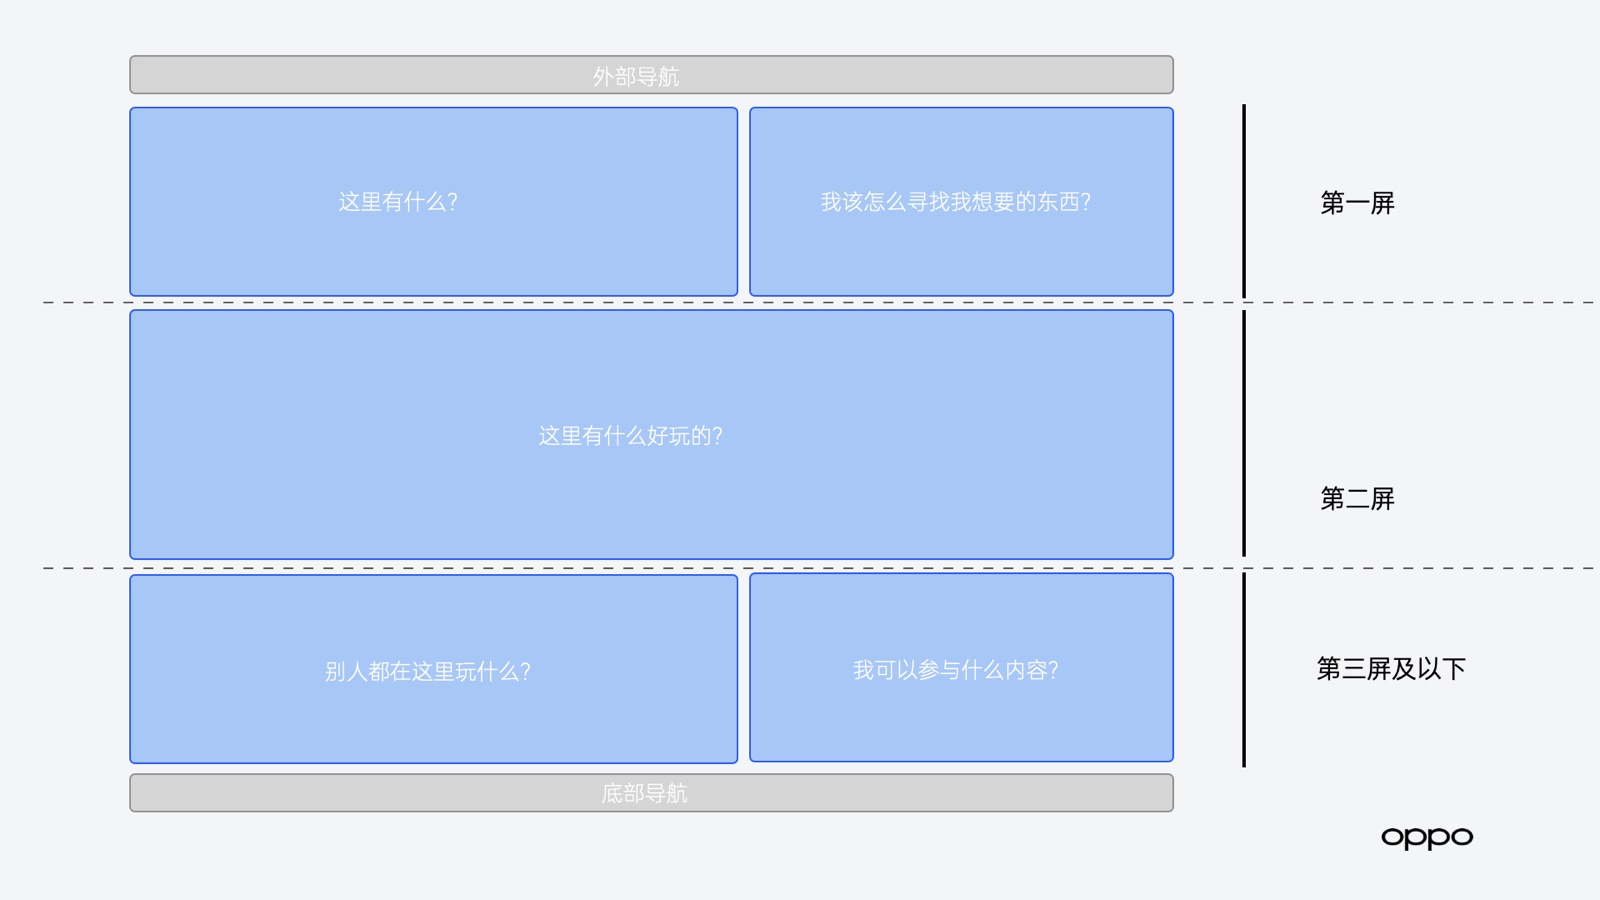 外部导航
这里有什么?
我该怎么寻找我想要的东西?
第一屏
这里有什么好玩的?
第二屏
别人都在这里玩什么?
我可以参与什么内容?
第三屏及以下
底部导航
oppo